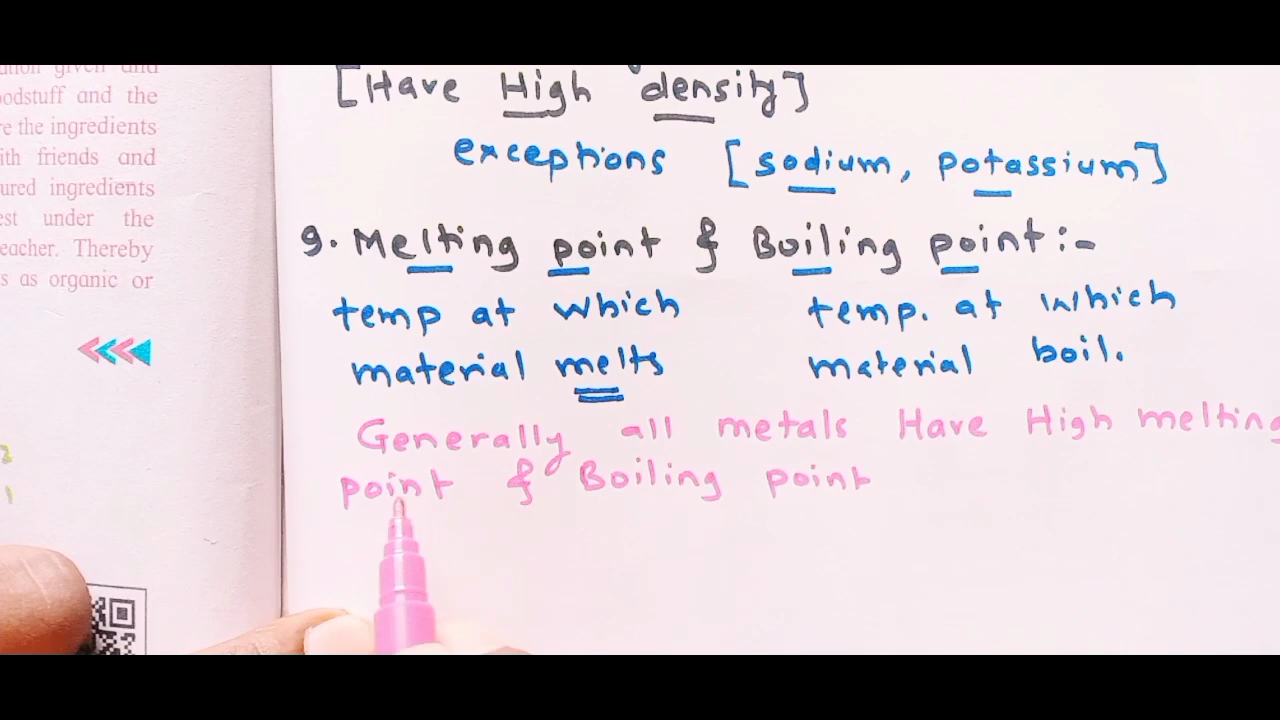 ation given and
oodstuff and the
re the ingredients
ith friends and
ured ingredients
est under the
eacher. Thereby
s as organic or
[Have High density]
exceptions [sodium, potassium]
9. Melting point & Boiling point:-
temp at which temp. at which
material melts material boil.
Generally all metals Have High melting
point & Boiling point